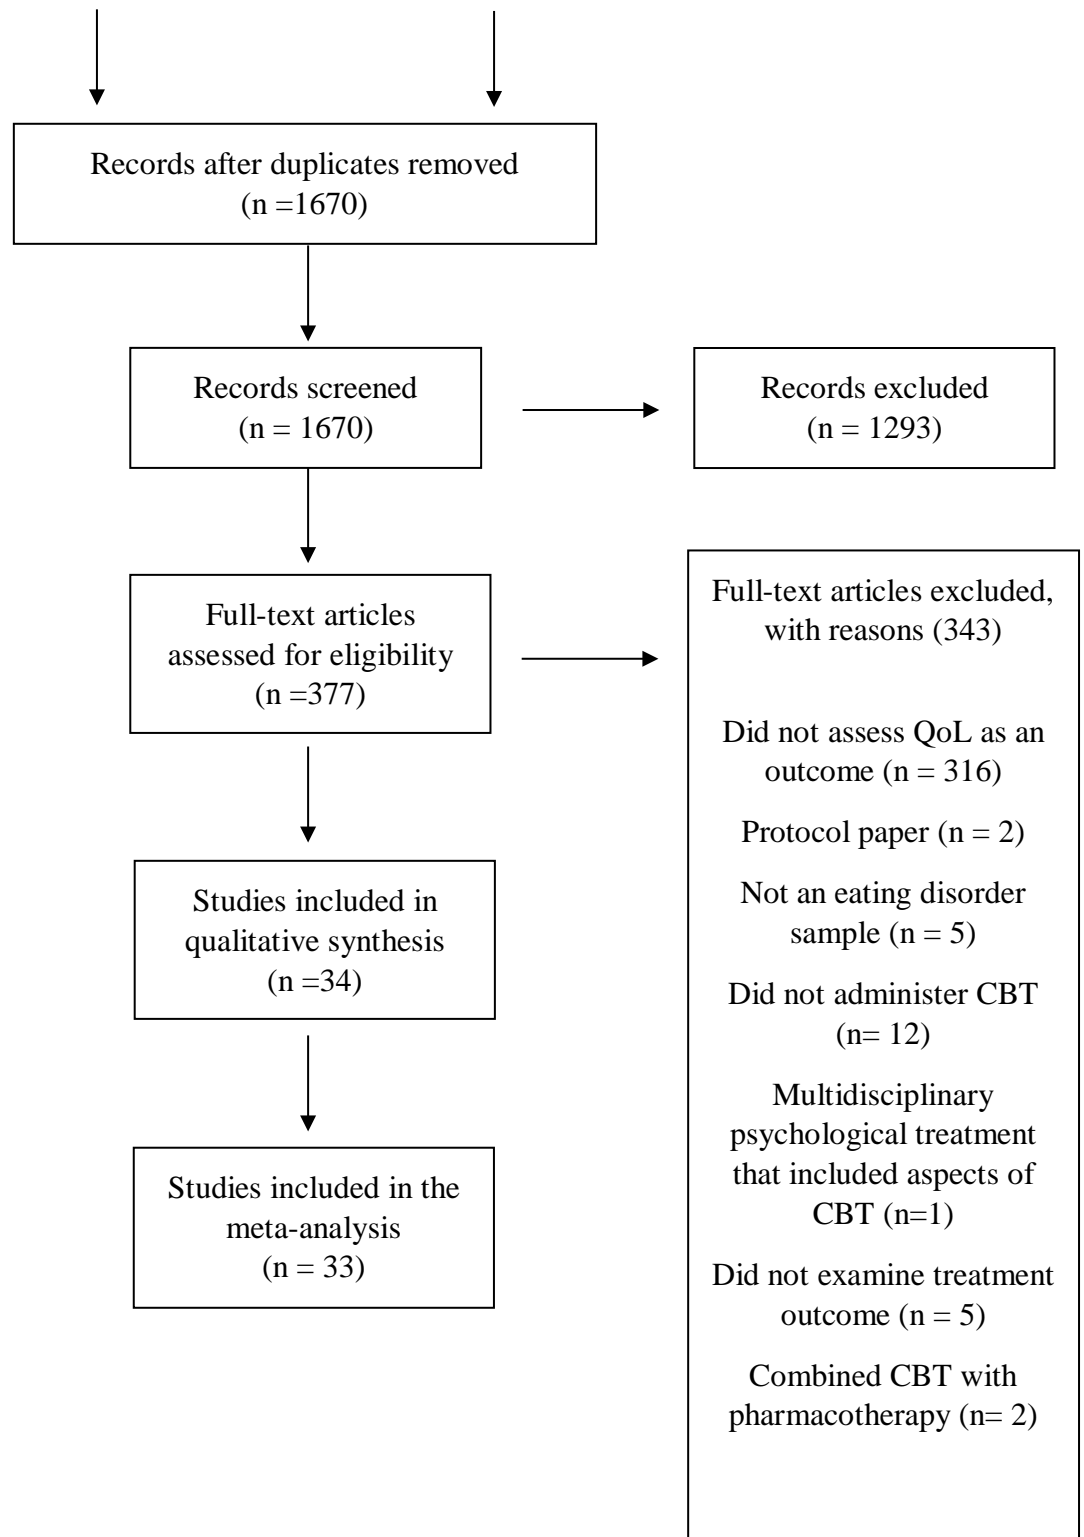 Records after duplicates removed
(n =1670)
Records screened
(n = 1670)
Records excluded
(n = 1293)
Full-text articles
assessed for eligibility
(n =377)
Full-text articles excluded,
with reasons (343)
Did not assess QoL as an
outcome (n = 316)
Protocol paper (n = 2)
Not an eating disorder
sample (n = 5)
Did not administer CBT
(n= 12)
Multidisciplinary
psychological treatment
that included aspects of
CBT (n=1)
Did not examine treatment
outcome (n = 5)
Combined CBT with
pharmacotherapy (n= 2)
Studies included in
qualitative synthesis
(n =34)
Studies included in the
meta-analysis
(n = 33)